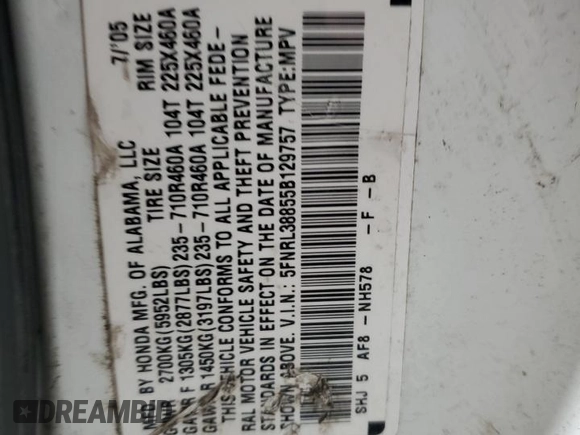 MFD. BY HONDA MFG. OF ALABAMA, LLC 7/'05
2700KG(5952LBS) TIRE SIZE RIM SIZE
F 1305KG(2877LBS)235-710R460A 104T 225X460A
R 1450KG(3197LBS)235-710R460A 104T 225X460A
THIS VEHICLE CONFORMS TO ALL APPLICABLE FEDE-
RAL MOTOR VEHICLE SAFETY AND THEFT PREVENTION
STANDARDS IN EFFECT ON THE DATE OF MANUFACTURE
SHOWN ABOVE. V.I.N.: 5FNRL38855B129757 TYPE:MPV
SHJ 5 AF8 -NH578 -F -B
DREAMBID